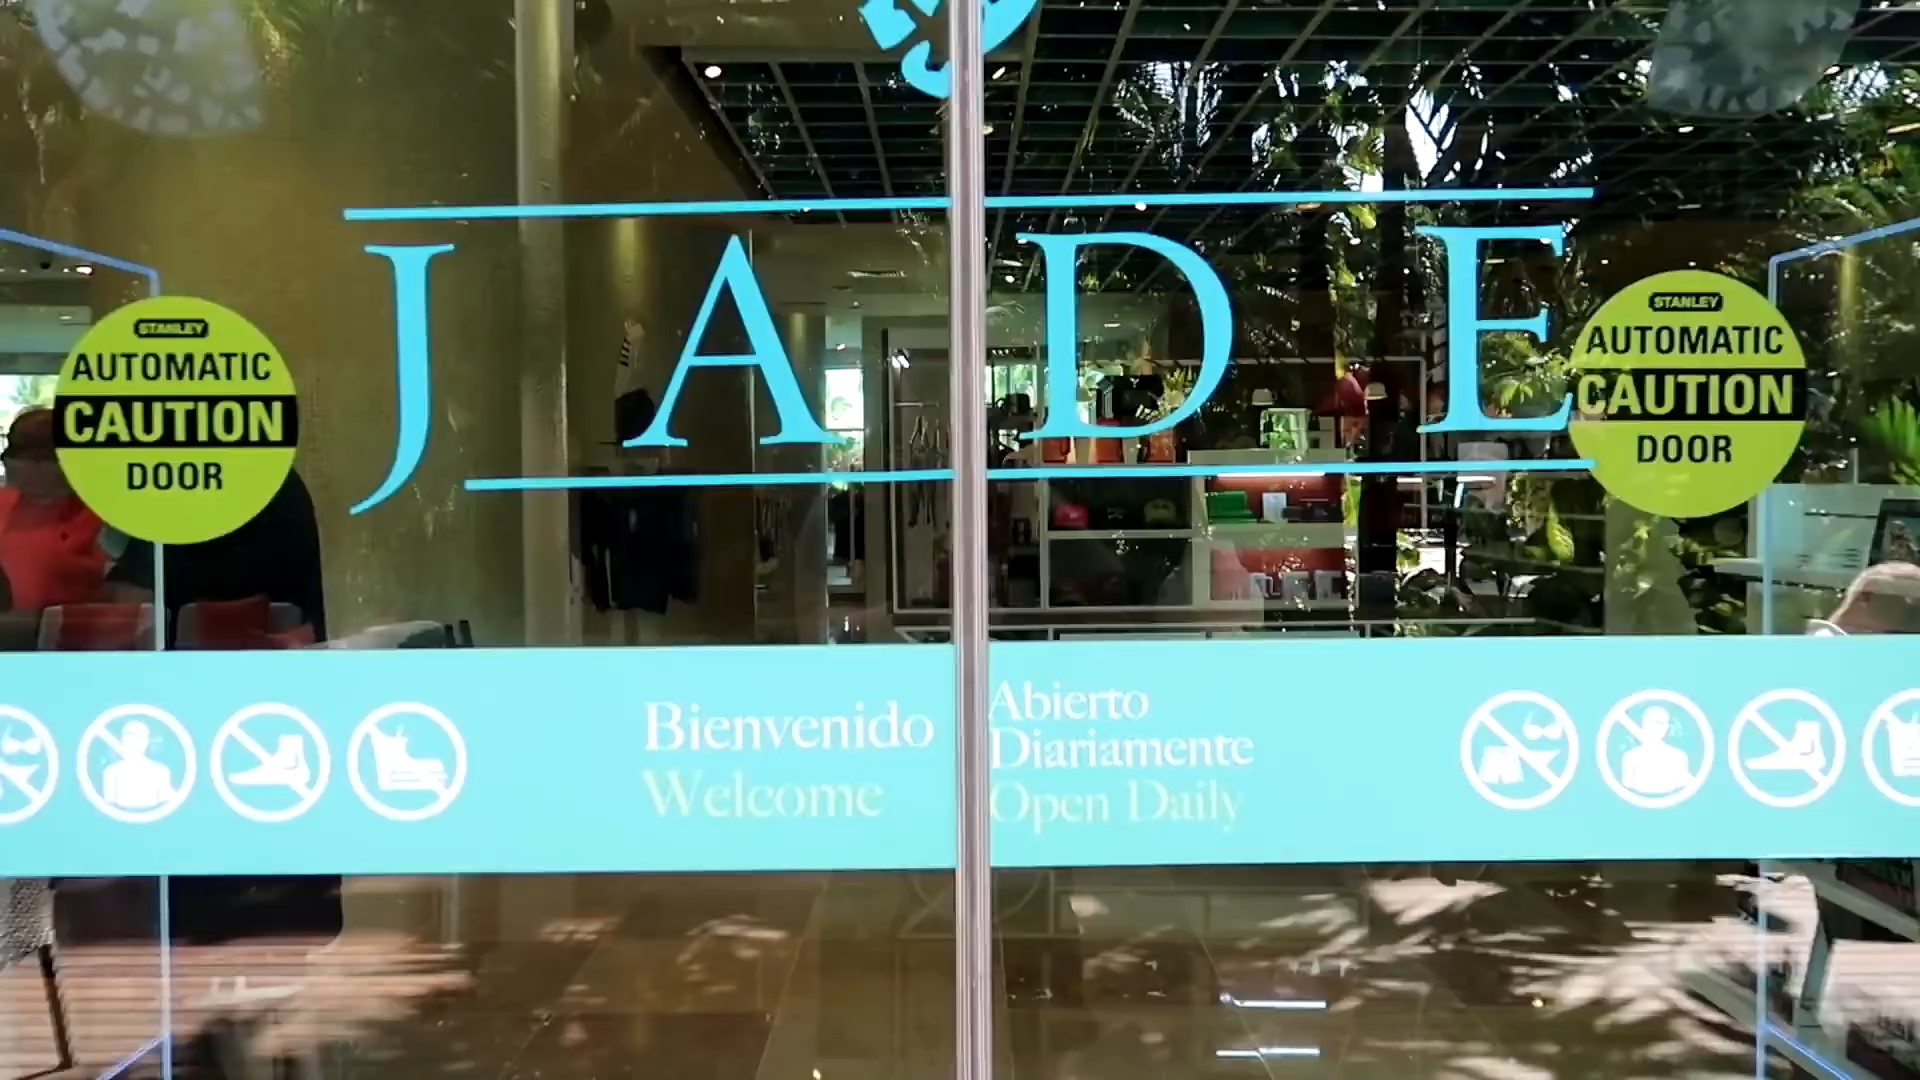 JADE
STANLEY
AUTOMATIC
CAUTION
DOOR
STANLEY
AUTOMATIC
CAUTION
DOOR
Bienvenido
Welcome
Abierto
Diariamente
Open Daily